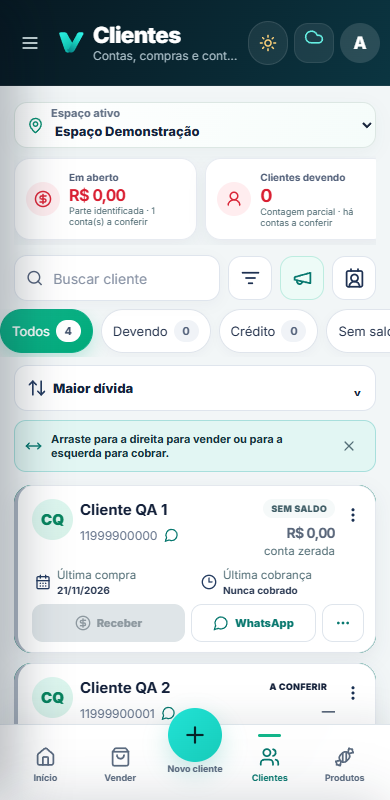 Clientes
Contas, compras e cont...
A
Espaço ativo
Espaço Demonstração
Em aberto
R$ 0,00
Parte identificada · 1
conta(s) a conferir
Clientes devendo
0
Contagem parcial · há
contas a conferir
Buscar cliente
Todos 4
Devendo 0
Crédito 0
Sem salc
Maior dívida
Arraste para a direita para vender ou para a
esquerda para cobrar.
CQ
Cliente QA 1
11999900000
SEM SALDO
R$ 0,00
conta zerada
Última compra
21/11/2026
Última cobrança
Nunca cobrado
Receber
WhatsApp
Cliente QA 2
CQ
11999900001
A CONFERIR
—
Início
Vender
Novo cliente
Clientes
Produtos